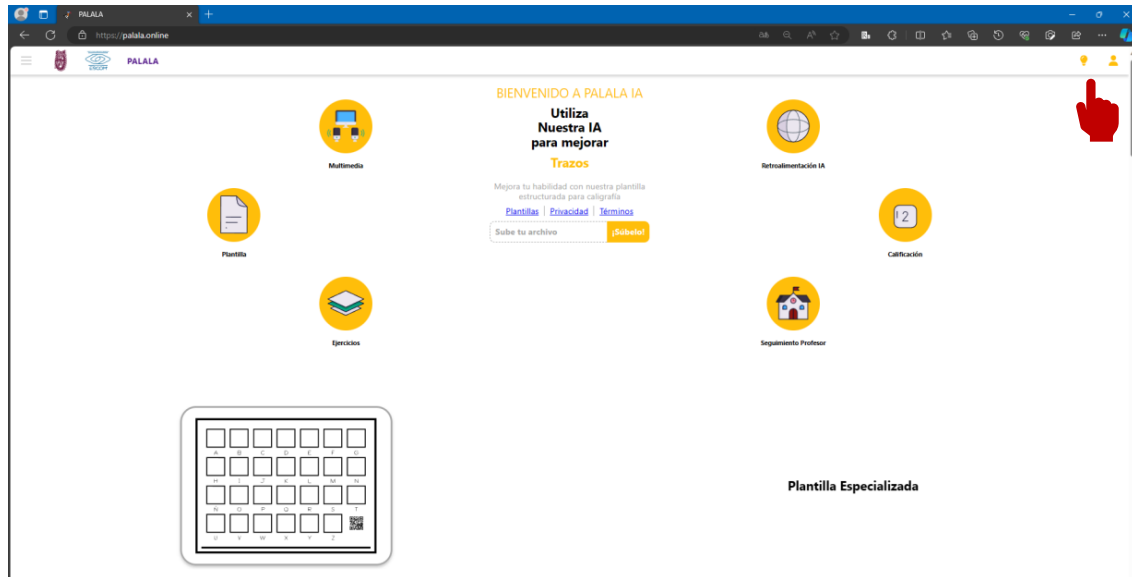 PALALA
https://palala.online
ESCOM
PALALA
BIENVENIDO A PALALA IA
Utiliza
Nuestra IA
para mejorar
Trazos
Mejora tu habilidad con nuestra plantilla
estructurada para caligrafía
Plantillas | Privacidad | Términos
Sube tu archivo ¡Súbelo!
Multimedia
Plantilla
Ejercicios
Retroalimentación IA
12
Calificación
Seguimiento Profesor
A B C D E F G
H I J K L M N
Ñ O P Q R S T
U V W X Y Z
Plantilla Especializada